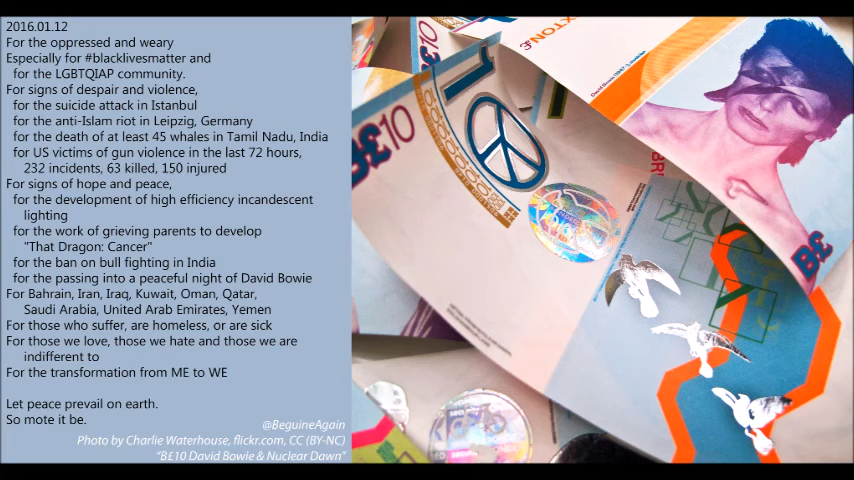 2016.01.12
For the oppressed and weary
Especially for #blacklivesmatter and
for the LGBTQIAP community.
For signs of despair and violence,
for the suicide attack in Istanbul
for the anti-Islam riot in Leipzig, Germany
for the death of at least 45 whales in Tamil Nadu, India
for US victims of gun violence in the last 72 hours,
232 incidents, 63 killed, 150 injured
For signs of hope and peace,
for the development of high efficiency incandescent
lighting
for the work of grieving parents to develop
"That Dragon: Cancer"
for the ban on bull fighting in India
for the passing into a peaceful night of David Bowie
For Bahrain, Iran, Iraq, Kuwait, Oman, Qatar,
Saudi Arabia, United Arab Emirates, Yemen
For those who suffer, are homeless, or are sick
For those we love, those we hate and those we are
indifferent to
For the transformation from ME to WE
Let peace prevail on earth.
So mote it be.
@BeguineAgain
Photo by Charlie Waterhouse, flickr.com, CC (BY-NC)
"B£10 David Bowie & Nuclear Dawn"
B£10
10
XTON
B£